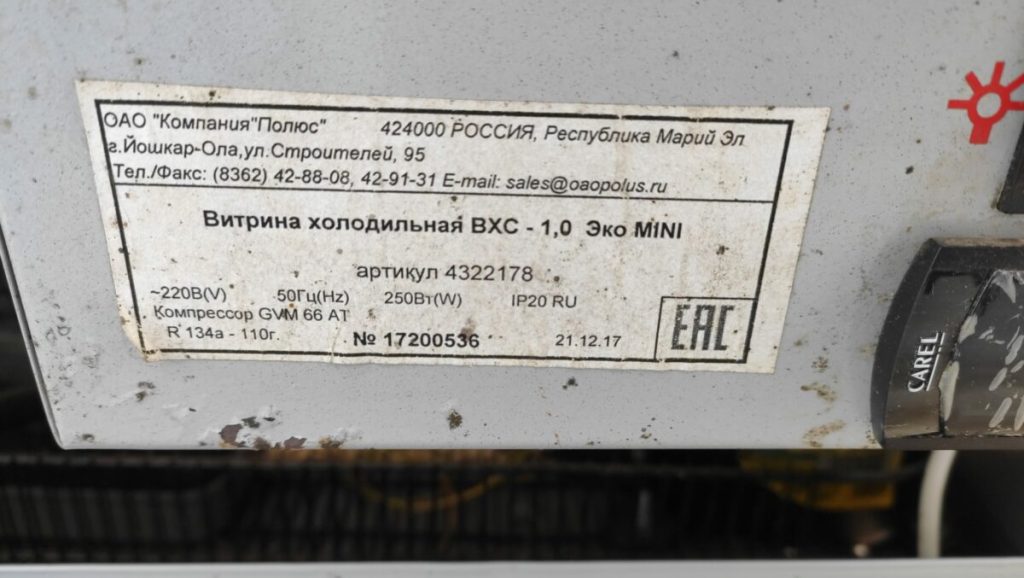 ОАО "Компания"Полюс" 424000 РОССИЯ, Республика Марий Эл
г.Йошкар-Ола,ул.Строителей, 95
Тел./Факс: (8362) 42-88-08, 42-91-31 E-mail: sales@oaopolus.ru
Витрина холодильная ВХС - 1,0 Эко MINI
артикул 4322178
~220В(V) 50Гц(Hz) 250Вт(W) IP20 RU
Компрессор GVM 66 AT
R 134a - 110г. № 17200536 21.12.17
EAC
CAREL